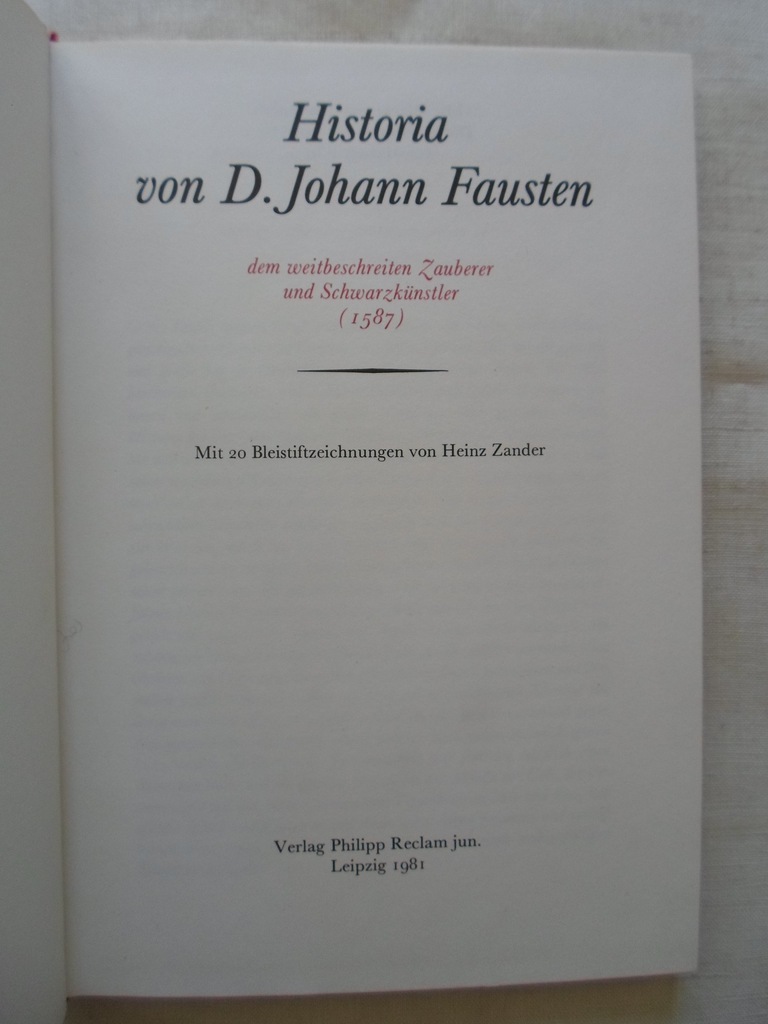 Historia
von D. Johann Fausten
dem weitbeschreiten Zauberer
und Schwarzkünstler
(1587)
Mit 20 Bleistiftzeichnungen von Heinz Zander
Verlag Philipp Reclam jun.
Leipzig 1981